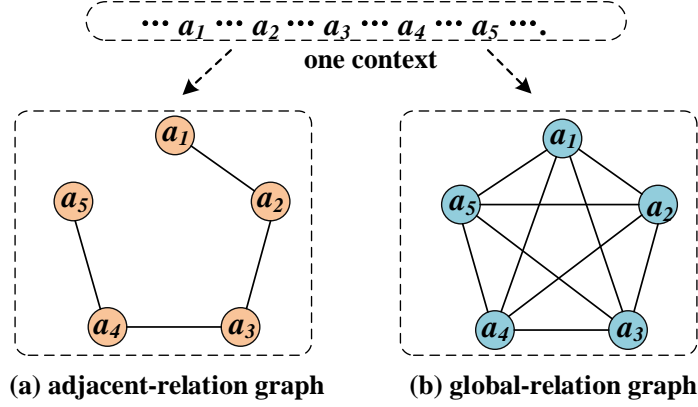 ··· a1 ··· a2 ··· a3 ··· a4 ··· a5 ···.
one context
a1
a5
a2
a4
a3
a1
a5
a2
a4
a3
(a) adjacent-relation graph
(b) global-relation graph